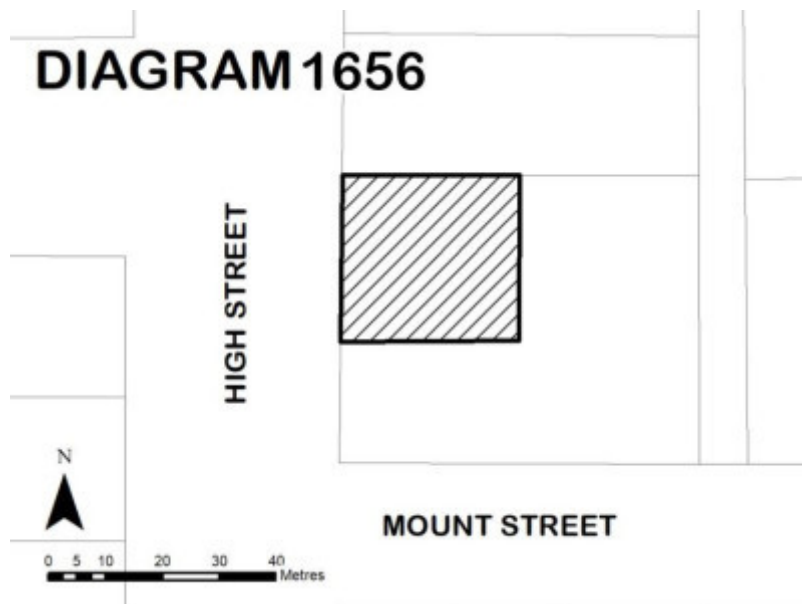 DIAGRAM 1656
HIGH STREET
N
MOUNT STREET
0 5 10 20 30 40
Metres